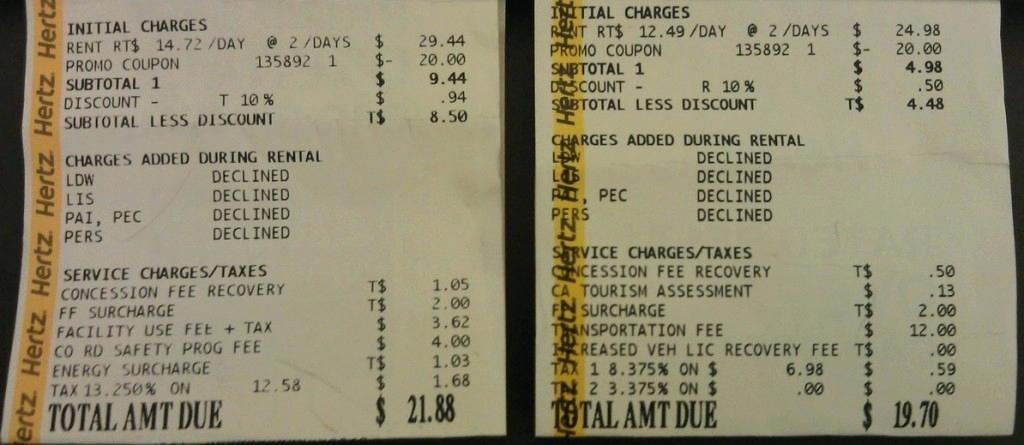 Hertz. Hertz. Hertz. Hertz. Hertz.
INITIAL CHARGES
RENT RT$ 14.72 /DAY @ 2 /DAYS $ 29.44
PROMO COUPON 135892 1 $- 20.00
SUBTOTAL 1 $ 9.44
DISCOUNT - T 10 % $ .94
SUBTOTAL LESS DISCOUNT T$ 8.50
CHARGES ADDED DURING RENTAL
LDW DECLINED
LIS DECLINED
PAI, PEC DECLINED
PERS DECLINED
SERVICE CHARGES/TAXES
CONCESSION FEE RECOVERY T$ 1.05
FF SURCHARGE T$ 2.00
FACILITY USE FEE + TAX $ 3.62
CO RD SAFETY PROG FEE $ 4.00
ENERGY SURCHARGE T$ 1.03
TAX 13.250% ON 12.58 $ 1.68
TOTAL AMT DUE $ 21.88
Hertz. Hertz. Hertz. Hertz. Hertz.
INITIAL CHARGES
RENT RT$ 12.49 /DAY @ 2 /DAYS $ 24.98
PROMO COUPON 135892 1 $- 20.00
SUBTOTAL 1 $ 4.98
DISCOUNT - R 10 % $ .50
SUBTOTAL LESS DISCOUNT T$ 4.48
CHARGES ADDED DURING RENTAL
LDW DECLINED
LIS DECLINED
PAI, PEC DECLINED
PERS DECLINED
SERVICE CHARGES/TAXES
CONCESSION FEE RECOVERY T$ .50
CA TOURISM ASSESSMENT $ .13
FF SURCHARGE T$ 2.00
TRANSPORTATION FEE $ 12.00
INCREASED VEH LIC RECOVERY FEE T$ .00
TAX 1 8.375% ON $ 6.98 $ .59
TAX 2 3.375% ON $ .00 $ .00
TOTAL AMT DUE $ 19.70